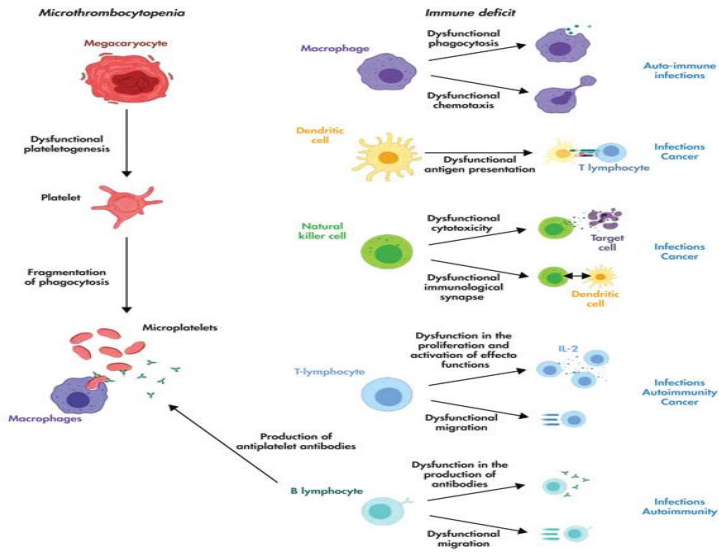 Microthrombocytopenia
Megacaryocyte
Dysfunctional
plateletogenesis
Platelet
Fragmentation
of phagocytosis
Microplatelets
Macrophages
Production of
antiplatelet antibodies
Immune deficit
Macrophage
Dysfunctional
phagocytosis
Dysfunctional
chemotaxis
Auto-immune
infections
Dendritic
cell
Dysfunctional
antigen presentation
T lymphocyte
Infections
Cancer
Natural
killer cell
Dysfunctional
cytotoxicity
Target
cell
Dysfunctional
immunological
synapse
Dendritic
cell
Infections
Cancer
T-lymphocyte
Dysfunction in the
proliferation and
activation of effecto
functions
IL-2
Dysfunctional
migration
Infections
Autoimmunity
Cancer
B lymphocyte
Dysfunction in the
production of
antibodies
Dysfunctional
migration
Infections
Autoimmunity